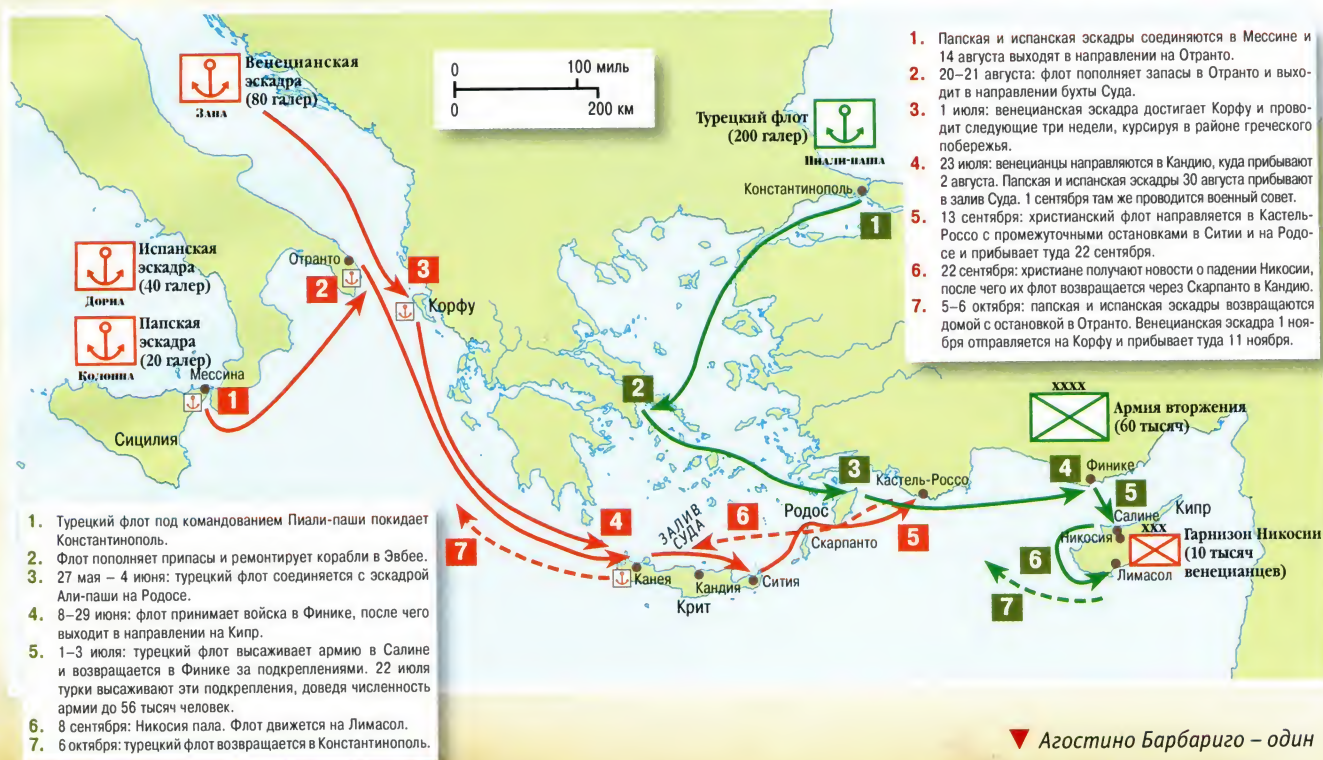 Венецианская
эскадра
(80 галер)
ЗАНА
0 100 миль
0 200 км
Турецкий флот
(200 галер)
ПИАЛИ-ПАША
Константинополь
1
Испанская
эскадра
(40 галер)
ДОРИА
Папская
эскадра
(20 галер)
КОЛОННА
Мессина
1
Сицилия
Отранто
2
3
Корфу
2
3
Кастель-Россо
Родос
Скарпанто
5
6
ЗАЛИВ
СУДА
4
7
Канея
Кандия
Сития
Крит
XXXX
Армия вторжения
(60 тысяч)
4
Финике
5
Салине
Кипр
Никосия
XXX
Гарнизон Никосии
(10 тысяч
венецианцев)
6
Лимасол
7
1. Папская и испанская эскадры соединяются в Мессине и
14 августа выходят в направлении на Отранто.
2. 20–21 августа: флот пополняет запасы в Отранто и выхо-
дит в направлении бухты Суда.
3. 1 июля: венецианская эскадра достигает Корфу и прово-
дит следующие три недели, курсируя в районе греческого
побережья.
4. 23 июля: венецианцы направляются в Кандию, куда прибывают
2 августа. Папская и испанская эскадры 30 августа прибывают
в залив Суда. 1 сентября там же проводится военный совет.
5. 13 сентября: христианский флот направляется в Кастель-
Россо с промежуточными остановками в Ситии и на Родо-
се и прибывает туда 22 сентября.
6. 22 сентября: христиане получают новости о падении Никосии,
после чего их флот возвращается через Скарпанто в Кандию.
7. 5–6 октября: папская и испанская эскадры возвращаются
домой с остановкой в Отранто. Венецианская эскадра 1 ноя-
бря отправляется на Корфу и прибывает туда 11 ноября.
1. Турецкий флот под командованием Пиали-паши покидает
Константинополь.
2. Флот пополняет припасы и ремонтирует корабли в Эвбее.
3. 27 мая – 4 июня: турецкий флот соединяется с эскадрой
Али-паши на Родосе.
4. 8–29 июня: флот принимает войска в Финике, после чего
выходит в направлении на Кипр.
5. 1–3 июля: турецкий флот высаживает армию в Салине
и возвращается в Финике за подкреплениями. 22 июля
турки высаживают эти подкрепления, доведя численность
армии до 56 тысяч человек.
6. 8 сентября: Никосия пала. Флот движется на Лимасол.
7. 6 октября: турецкий флот возвращается в Константинополь.
Агостино Барбариго – один